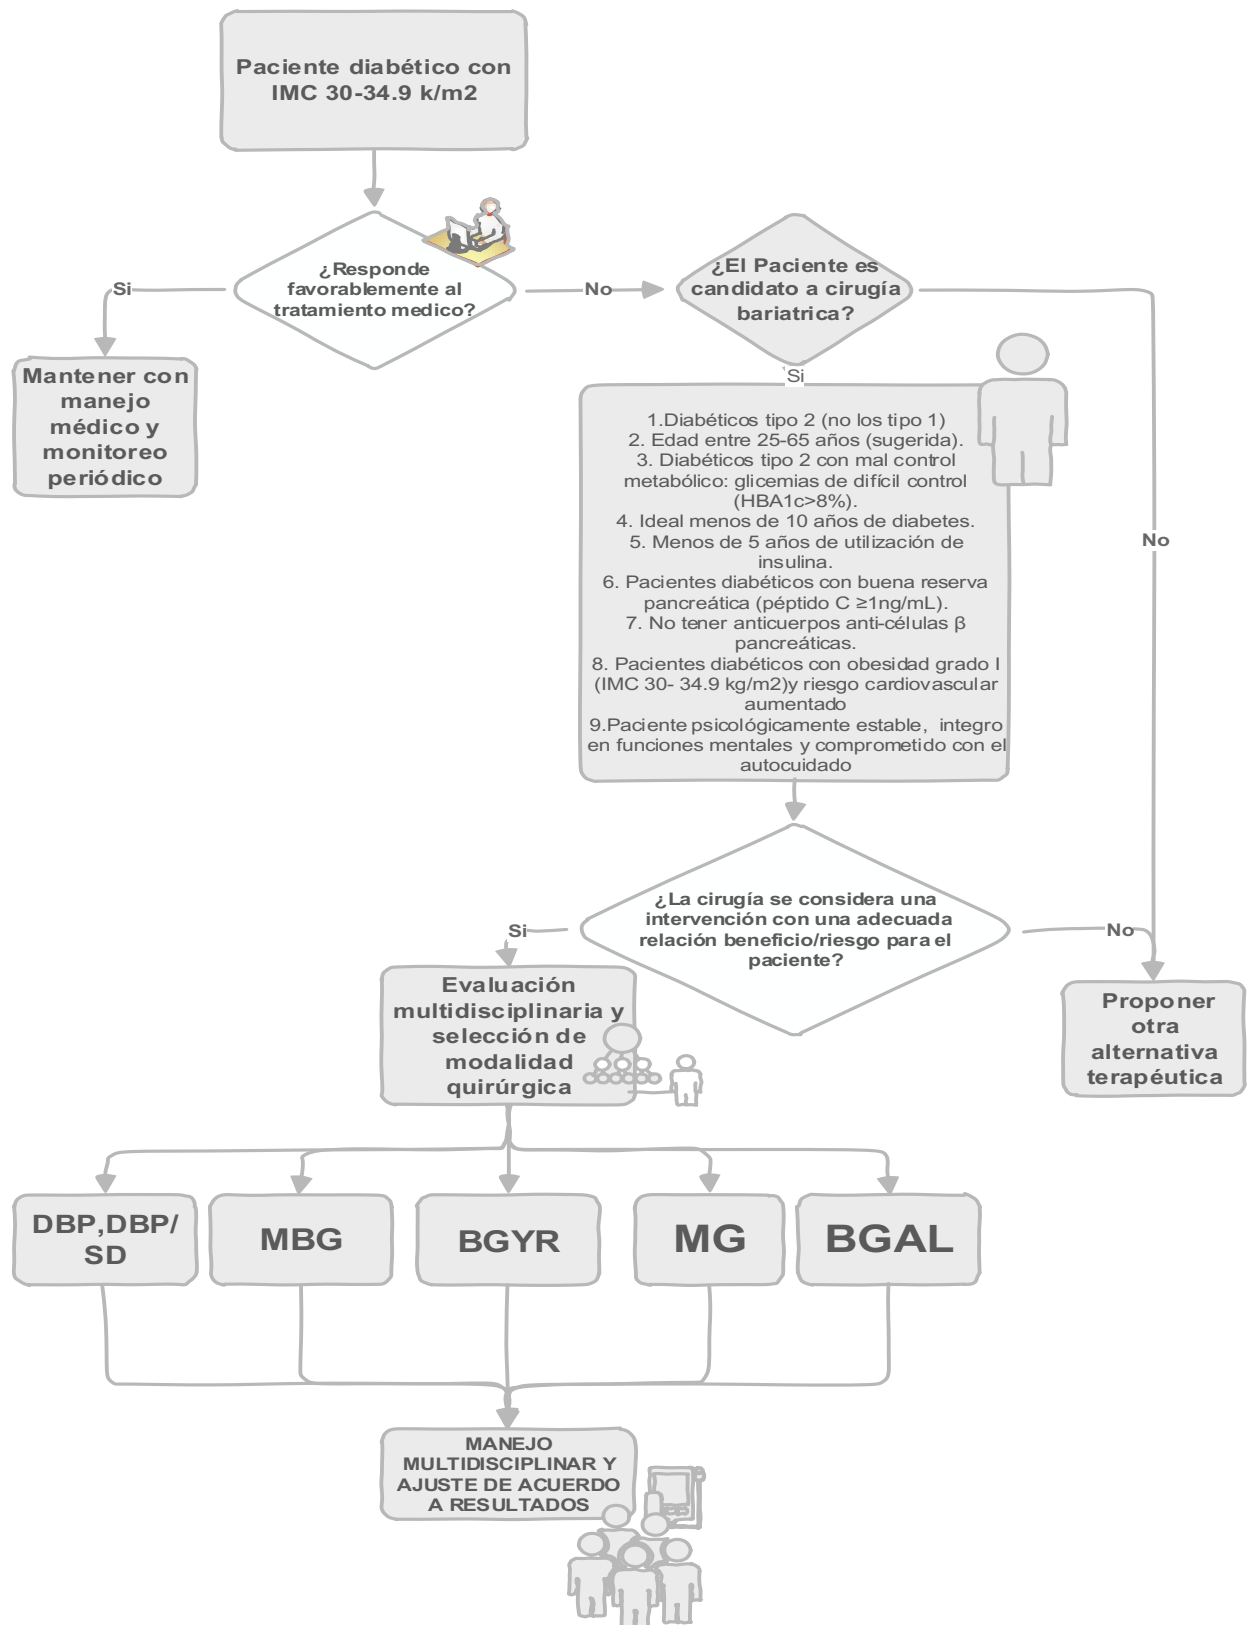 Paciente diabético con
IMC 30-34.9 k/m2
¿Responde
favorablemente al
tratamiento medico?
Si
No
¿El Paciente es
candidato a cirugía
bariatrica?
Mantener con
manejo
médico y
monitoreo
periódico
Si
1.Diabéticos tipo 2 (no los tipo 1)
2. Edad entre 25-65 años (sugerida).
3. Diabéticos tipo 2 con mal control
metabólico: glicemias de difícil control
(HBA1c>8%).
4. Ideal menos de 10 años de diabetes.
5. Menos de 5 años de utilización de
insulina.
6. Pacientes diabéticos con buena reserva
pancreática (péptido C ≥1ng/mL).
7. No tener anticuerpos anti-células β
pancreáticas.
8. Pacientes diabéticos con obesidad grado I
(IMC 30- 34.9 kg/m2)y riesgo cardiovascular
aumentado
9.Paciente psicológicamente estable, integro
en funciones mentales y comprometido con el
autocuidado
No
¿La cirugía se considera una
intervención con una adecuada
relación beneficio/riesgo para el
paciente?
Si
No
Evaluación
multidisciplinaria y
selección de
modalidad
quirúrgica
Proponer
otra
alternativa
terapéutica
DBP,DBP/
SD
MBG
BGYR
MG
BGAL
MANEJO
MULTIDISCIPLINAR Y
AJUSTE DE ACUERDO
A RESULTADOS